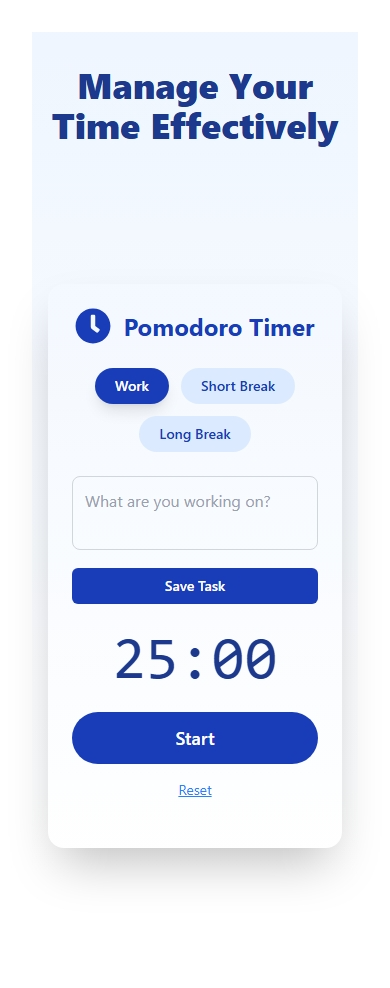 Manage Your
Time Effectively
Pomodoro Timer
Work
Short Break
Long Break
What are you working on?
Save Task
25:00
Start
Reset